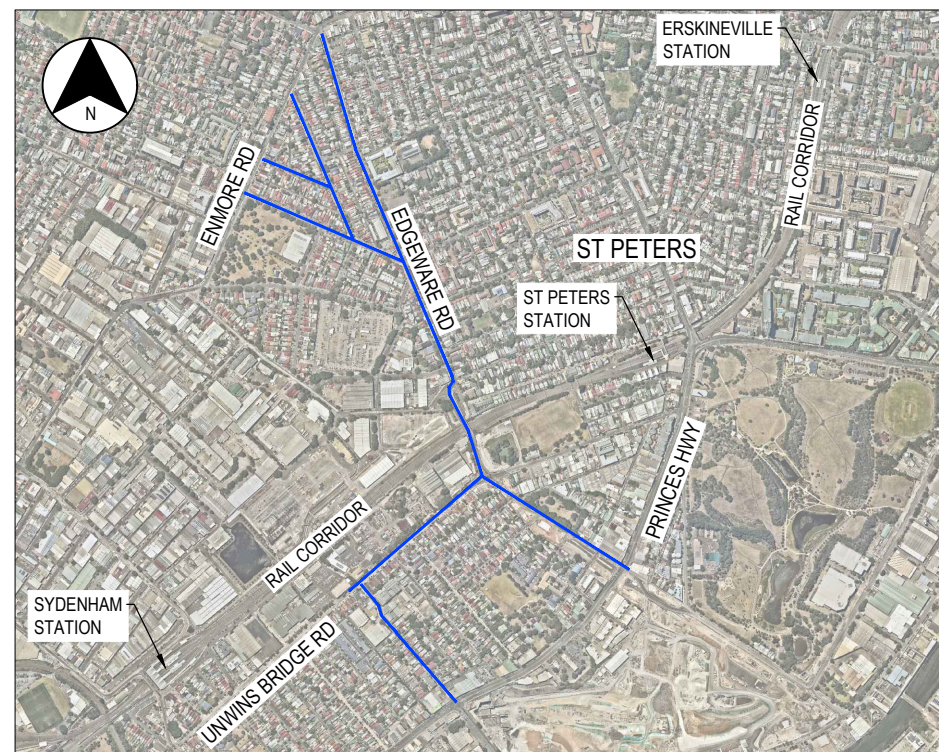 ERSKINEVILLE
STATION
N
RAIL CORRIDOR
ENMORE RD
EDGEWARE RD
ST PETERS
ST PETERS
STATION
PRINCES HWY
RAIL CORRIDOR
SYDENHAM
STATION
UNWINS BRIDGE RD